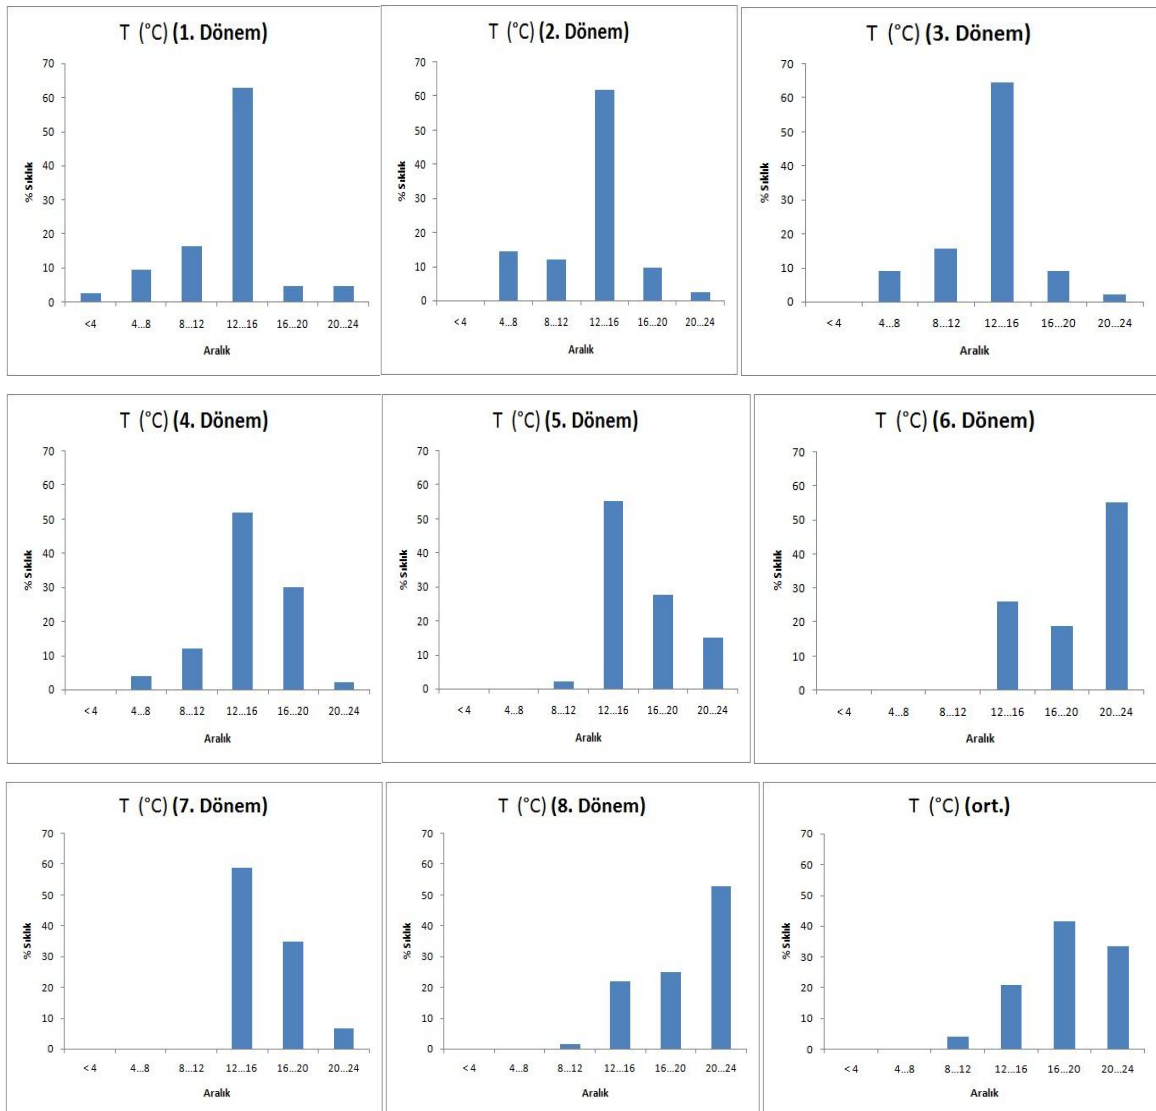 T (°C) (1. Dönem)
% Sıklık
70
60
50
40
30
20
10
0
<4 4...8 8...12 12...16 16...20 20...24
Aralık
T (°C) (2. Dönem)
% Sıklık
70
60
50
40
30
20
10
0
<4 4...8 8...12 12...16 16...20 20...24
Aralık
T (°C) (3. Dönem)
% Sıklık
70
60
50
40
30
20
10
0
<4 4...8 8...12 12...16 16...20 20...24
Aralık
T (°C) (4. Dönem)
% Sıklık
70
60
50
40
30
20
10
0
<4 4...8 8...12 12...16 16...20 20...24
Aralık
T (°C) (5. Dönem)
% Sıklık
70
60
50
40
30
20
10
0
<4 4...8 8...12 12...16 16...20 20...24
Aralık
T (°C) (6. Dönem)
% Sıklık
70
60
50
40
30
20
10
0
<4 4...8 8...12 12...16 16...20 20...24
Aralık
T (°C) (7. Dönem)
% Sıklık
70
60
50
40
30
20
10
0
<4 4...8 8...12 12...16 16...20 20...24
Aralık
T (°C) (8. Dönem)
% Sıklık
70
60
50
40
30
20
10
0
<4 4...8 8...12 12...16 16...20 20...24
Aralık
T (°C) (ort.)
% Sıklık
70
60
50
40
30
20
10
0
<4 4...8 8...12 12...16 16...20 20...24
Aralık